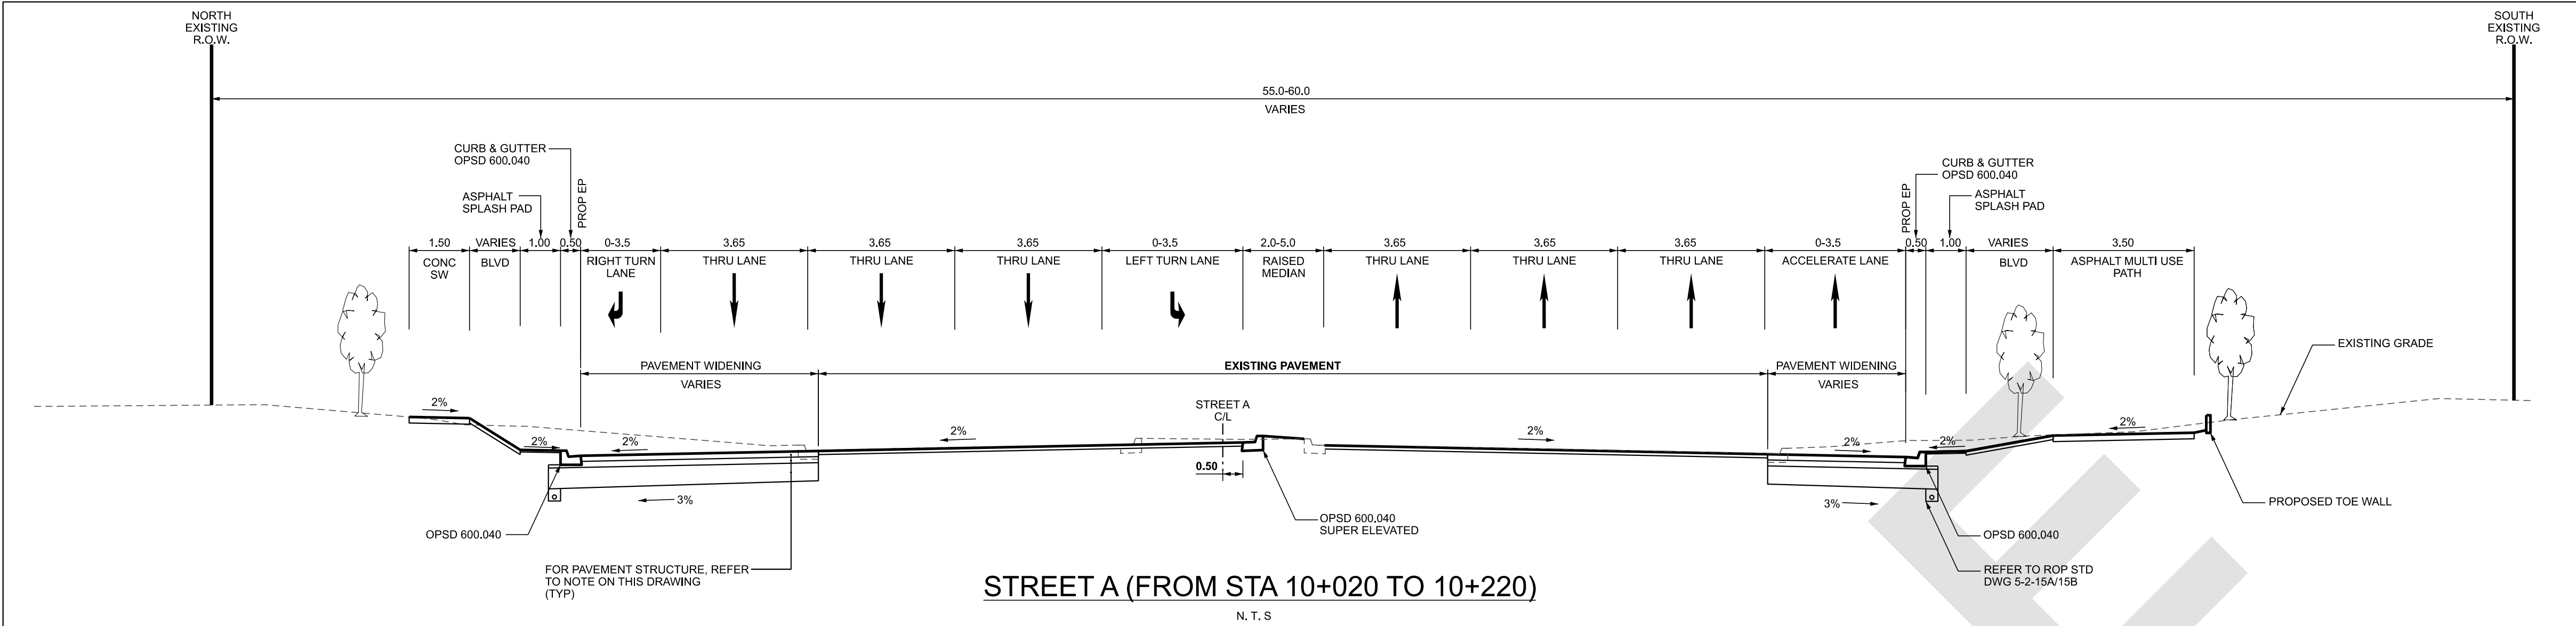 NORTH
EXISTING
R.O.W.
SOUTH
EXISTING
R.O.W.
55.0-60.0
VARIES
CURB & GUTTER
OPSD 600.040
ASPHALT
SPLASH PAD
PROP EP
PROP EP
CURB & GUTTER
OPSD 600.040
ASPHALT
SPLASH PAD
1.50
CONC
SW
VARIES
BLVD
1.00
0.50
0-3.5
RIGHT TURN
LANE
3.65
THRU LANE
3.65
THRU LANE
3.65
THRU LANE
0-3.5
LEFT TURN LANE
2.0-5.0
RAISED
MEDIAN
3.65
THRU LANE
3.65
THRU LANE
3.65
THRU LANE
0-3.5
ACCELERATE LANE
0.50
1.00
VARIES
BLVD
3.50
ASPHALT MULTI USE
PATH
PAVEMENT WIDENING
VARIES
EXISTING PAVEMENT
PAVEMENT WIDENING
VARIES
EXISTING GRADE
STREET A
C/L
2%
2%
2%
2%
2%
2%
2%
2%
0.50
3%
3%
OPSD 600.040
OPSD 600.040
SUPER ELEVATED
OPSD 600.040
PROPOSED TOE WALL
REFER TO ROP STD
DWG 5-2-15A/15B
FOR PAVEMENT STRUCTURE, REFER
TO NOTE ON THIS DRAWING
(TYP)
STREET A (FROM STA 10+020 TO 10+220)
N. T. S